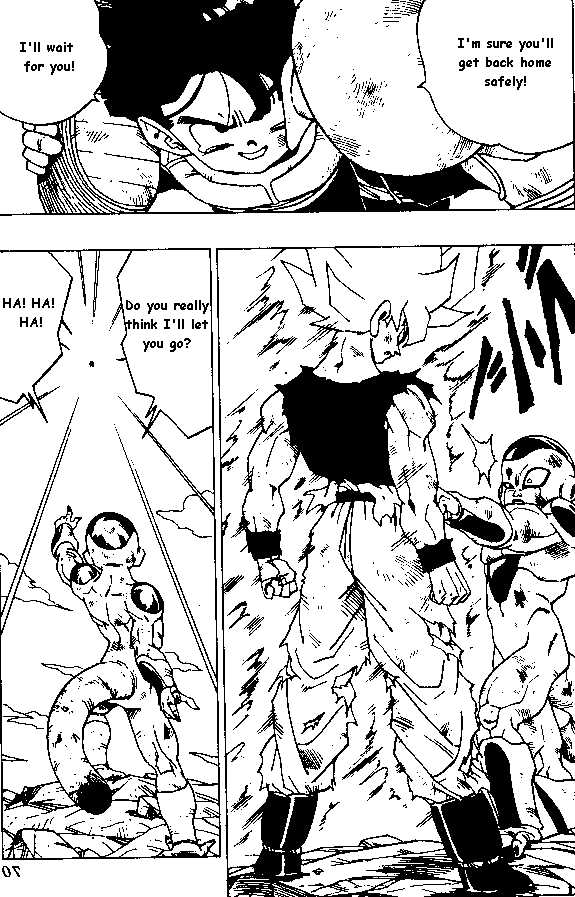 I'll wait
for you!
I'm sure you'll
get back home
safely!
HA! HA!
HA!
Do you really
think I'll let
you go?
70